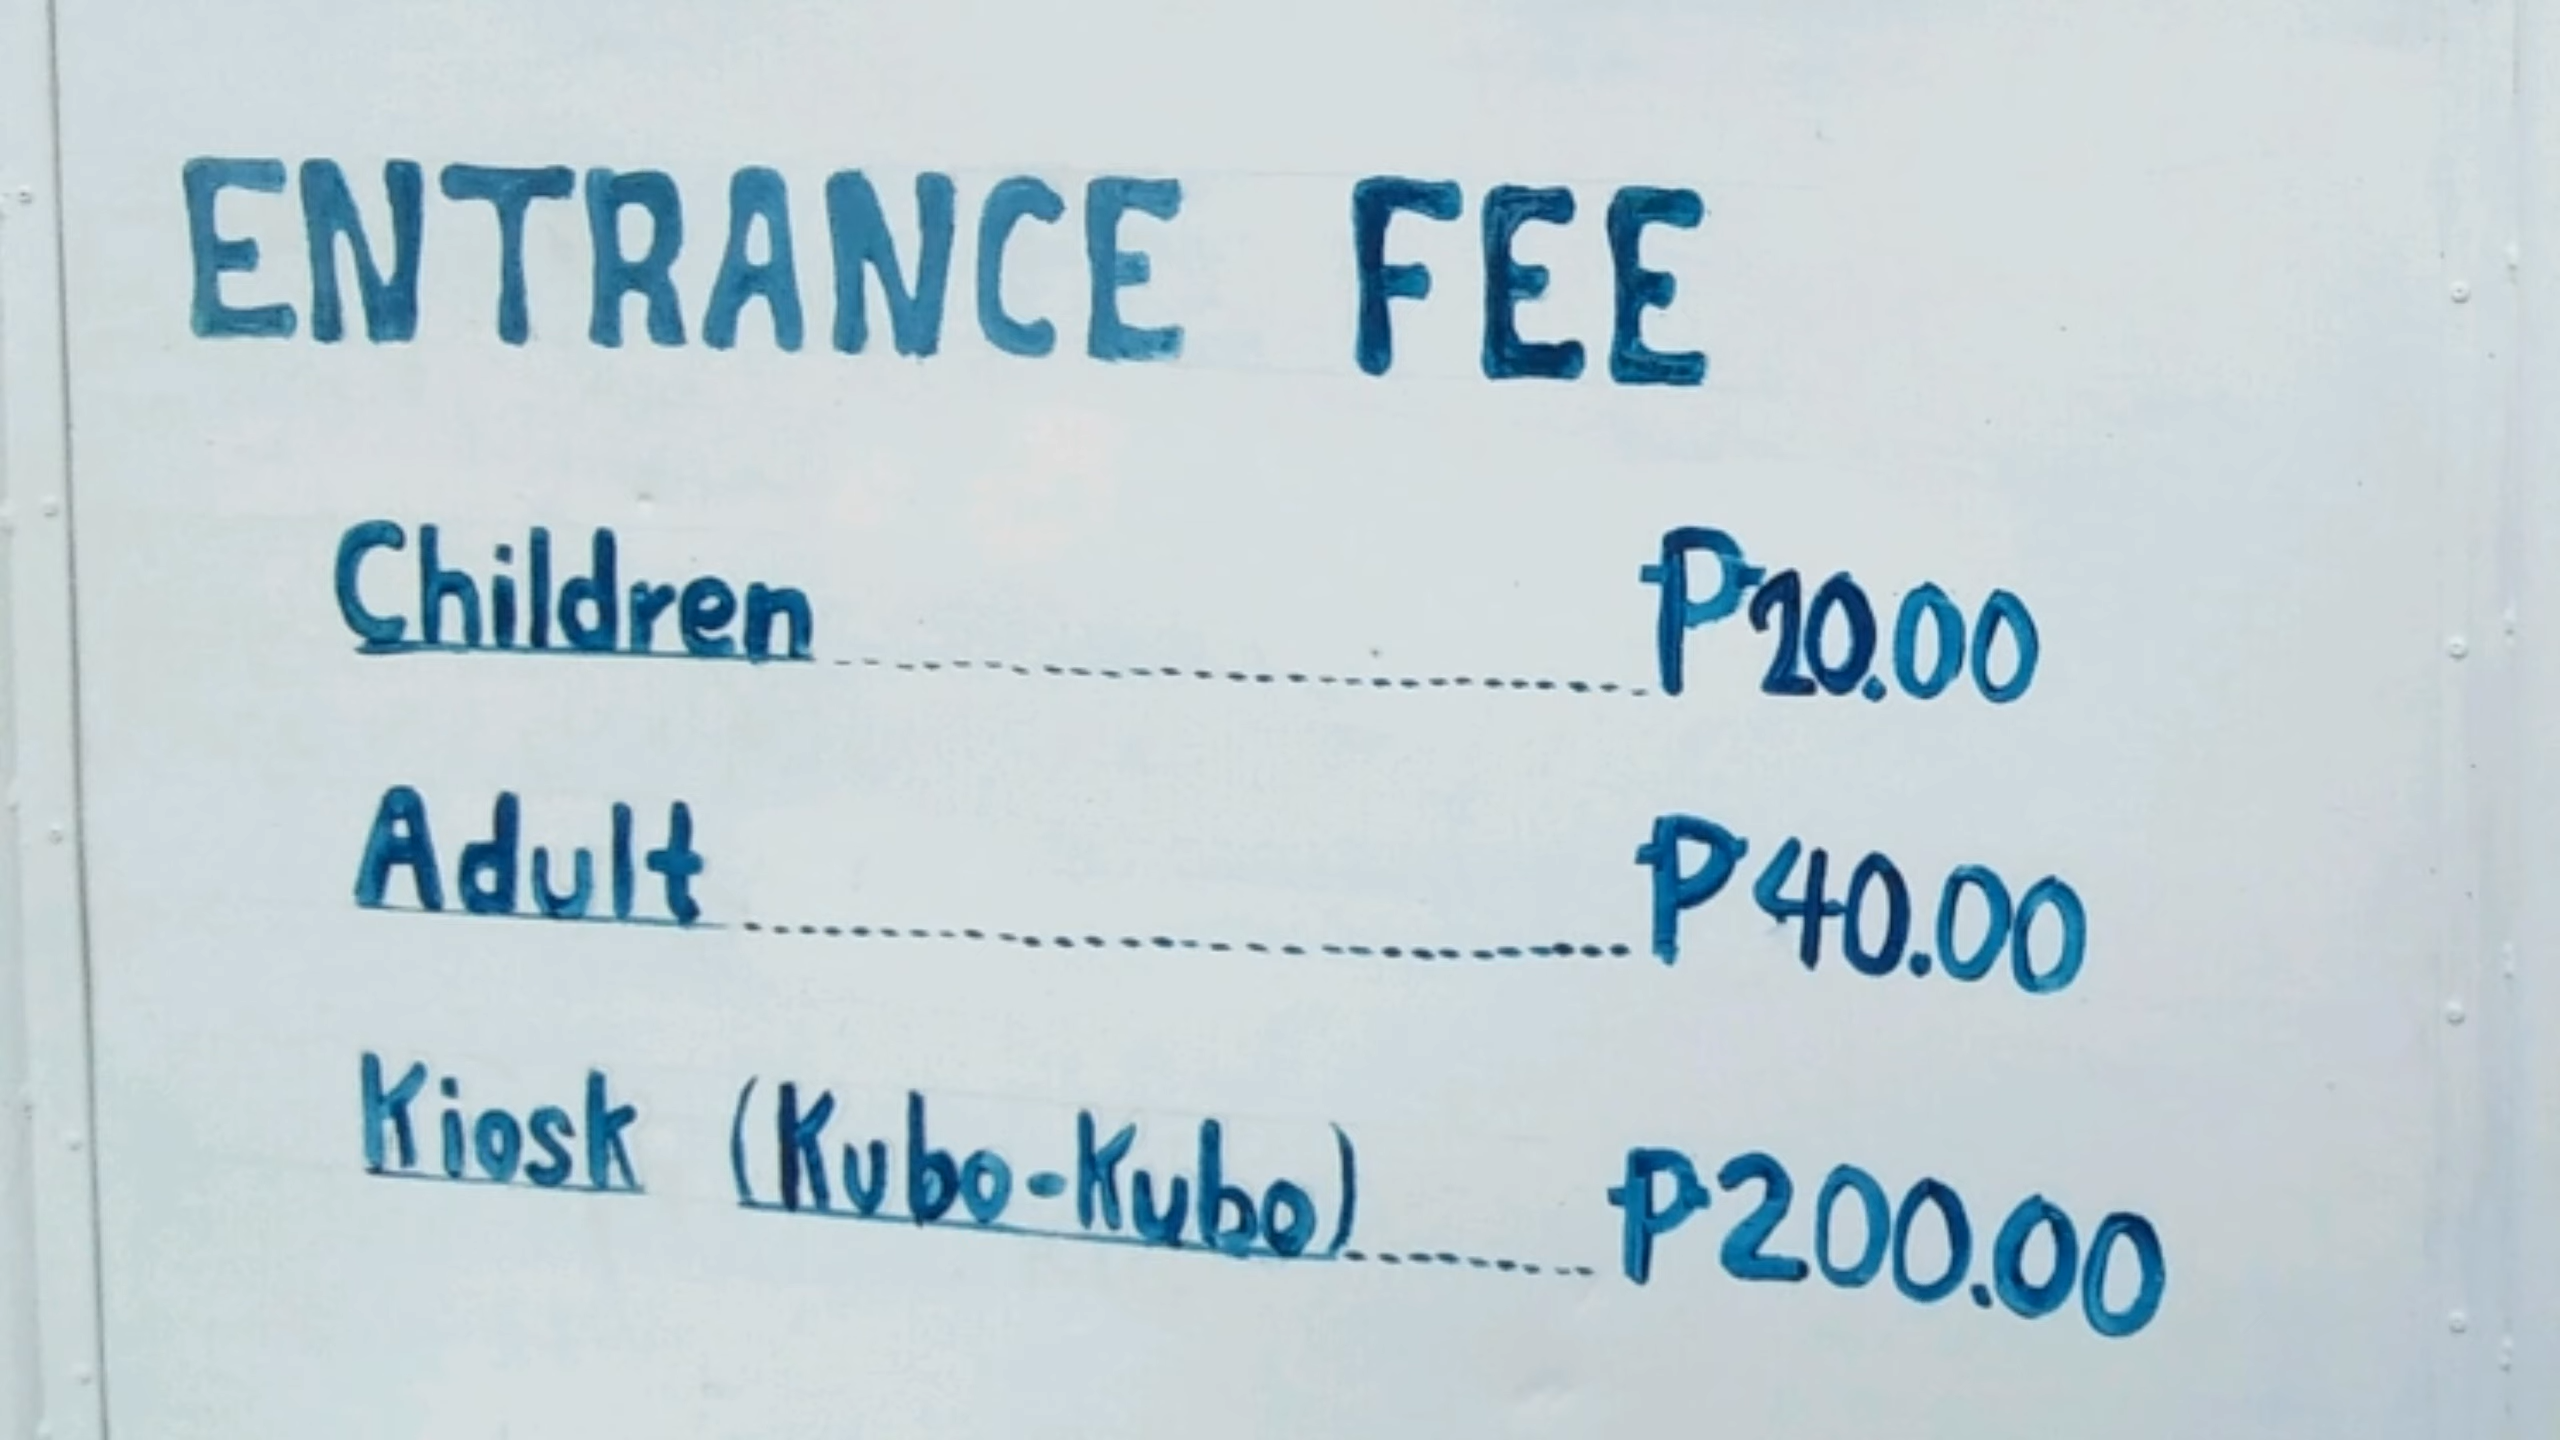 ENTRANCE FEE
Children ₱20.00
Adult ₱40.00
Kiosk (Kubo-Kubo) ₱200.00